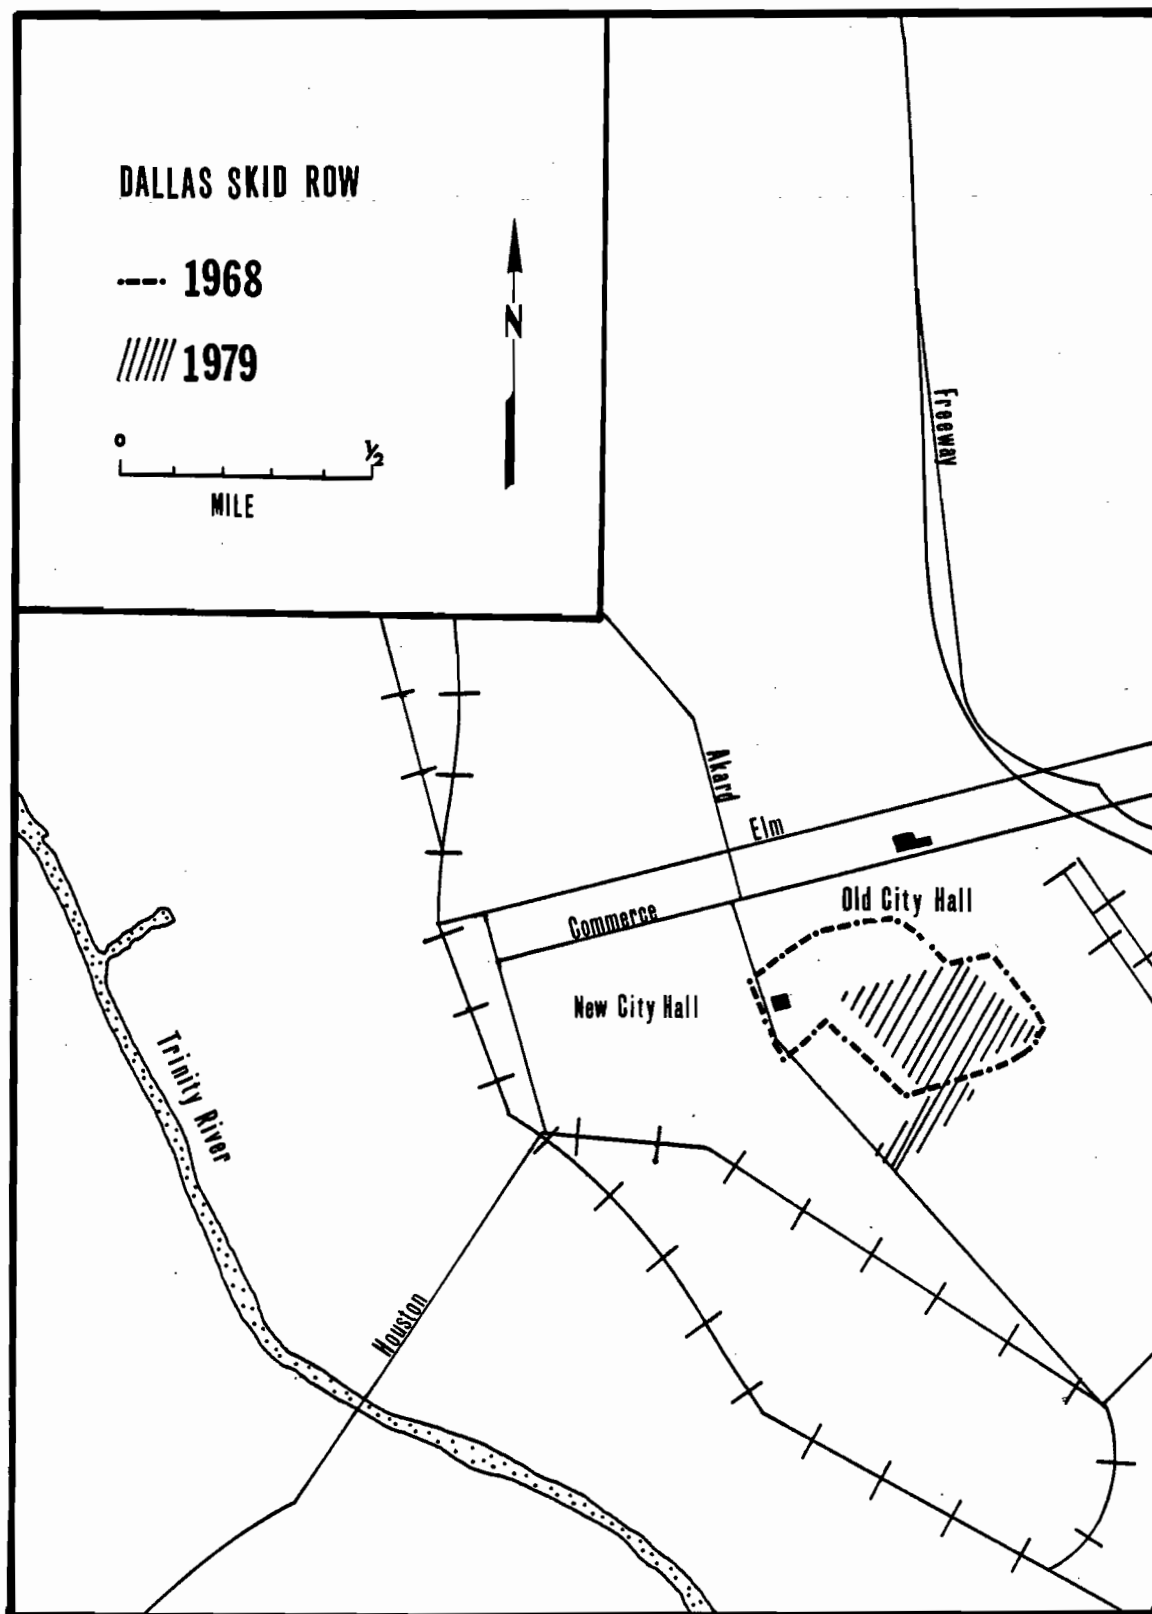 DALLAS SKID ROW
1968
1979
0 ½
MILE
N
Freeway
Akard
Elm
Commerce
Old City Hall
New City Hall
Trinity River
Houston